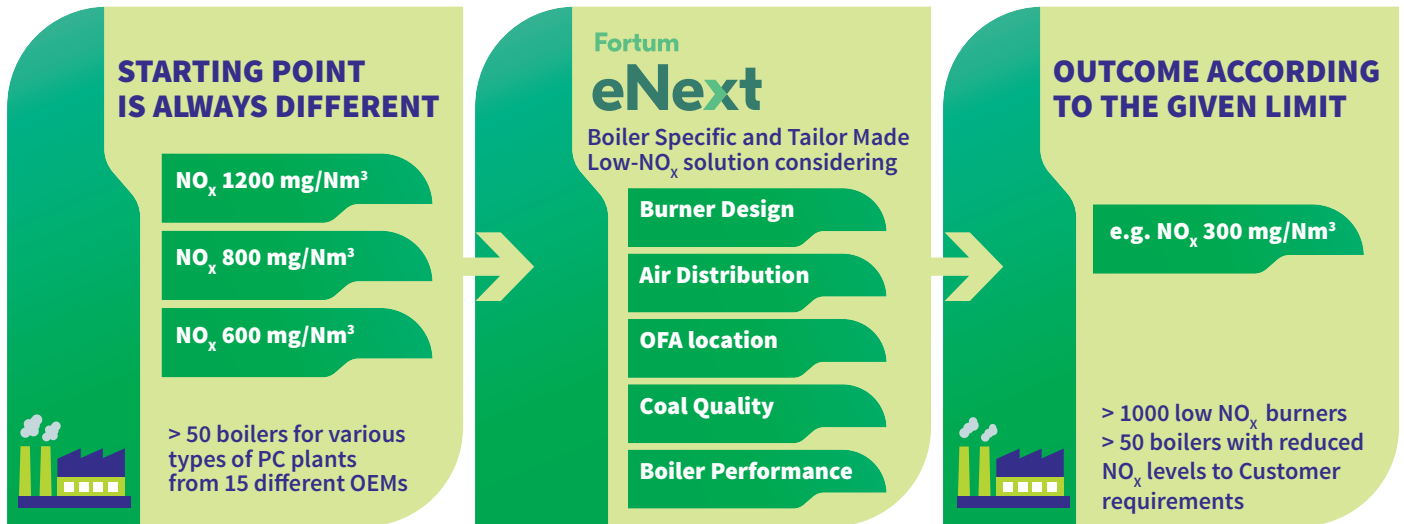 STARTING POINT
IS ALWAYS DIFFERENT
NOx 1200 mg/Nm³
NOx 800 mg/Nm³
NOx 600 mg/Nm³
> 50 boilers for various
types of PC plants
from 15 different OEMs
Fortum
eNext
Boiler Specific and Tailor Made
Low-NOx solution considering
Burner Design
Air Distribution
OFA location
Coal Quality
Boiler Performance
OUTCOME ACCORDING
TO THE GIVEN LIMIT
e.g. NOx 300 mg/Nm³
> 1000 low NOx burners
> 50 boilers with reduced
NOx levels to Customer
requirements